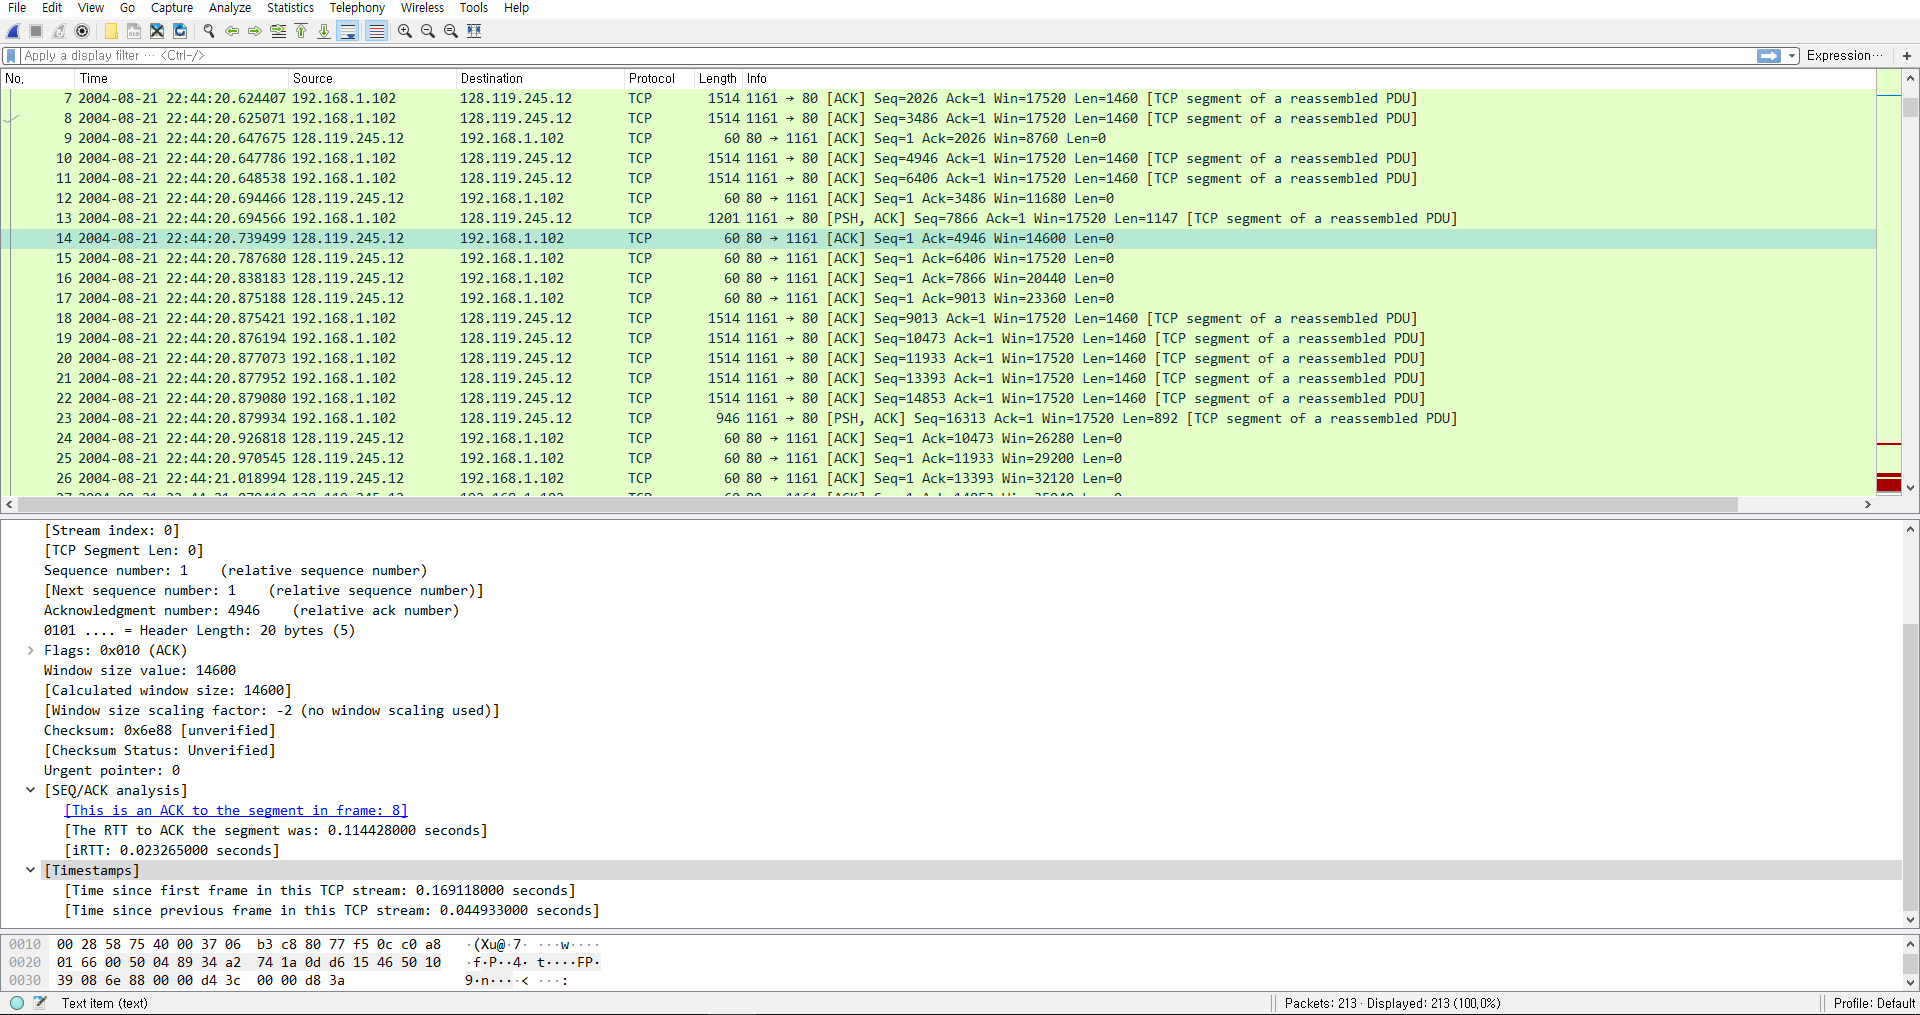 File Edit View Go Capture Analyze Statistics Telephony Wireless Tools Help
Apply a display filter ··· <Ctrl-/> Expression··· +
No. Time Source Destination Protocol Length Info
7 2004-08-21 22:44:20.624407 192.168.1.102 128.119.245.12 TCP 1514 1161 → 80 [ACK] Seq=2026 Ack=1 Win=17520 Len=1460 [TCP segment of a reassembled PDU]
8 2004-08-21 22:44:20.625071 192.168.1.102 128.119.245.12 TCP 1514 1161 → 80 [ACK] Seq=3486 Ack=1 Win=17520 Len=1460 [TCP segment of a reassembled PDU]
9 2004-08-21 22:44:20.647675 128.119.245.12 192.168.1.102 TCP 60 80 → 1161 [ACK] Seq=1 Ack=2026 Win=8760 Len=0
10 2004-08-21 22:44:20.647786 192.168.1.102 128.119.245.12 TCP 1514 1161 → 80 [ACK] Seq=4946 Ack=1 Win=17520 Len=1460 [TCP segment of a reassembled PDU]
11 2004-08-21 22:44:20.648538 192.168.1.102 128.119.245.12 TCP 1514 1161 → 80 [ACK] Seq=6406 Ack=1 Win=17520 Len=1460 [TCP segment of a reassembled PDU]
12 2004-08-21 22:44:20.694466 128.119.245.12 192.168.1.102 TCP 60 80 → 1161 [ACK] Seq=1 Ack=3486 Win=11680 Len=0
13 2004-08-21 22:44:20.694566 192.168.1.102 128.119.245.12 TCP 1201 1161 → 80 [PSH, ACK] Seq=7866 Ack=1 Win=17520 Len=1147 [TCP segment of a reassembled PDU]
14 2004-08-21 22:44:20.739499 128.119.245.12 192.168.1.102 TCP 60 80 → 1161 [ACK] Seq=1 Ack=4946 Win=14600 Len=0
15 2004-08-21 22:44:20.787680 128.119.245.12 192.168.1.102 TCP 60 80 → 1161 [ACK] Seq=1 Ack=6406 Win=17520 Len=0
16 2004-08-21 22:44:20.838183 128.119.245.12 192.168.1.102 TCP 60 80 → 1161 [ACK] Seq=1 Ack=7866 Win=20440 Len=0
17 2004-08-21 22:44:20.875188 128.119.245.12 192.168.1.102 TCP 60 80 → 1161 [ACK] Seq=1 Ack=9013 Win=23360 Len=0
18 2004-08-21 22:44:20.875421 192.168.1.102 128.119.245.12 TCP 1514 1161 → 80 [ACK] Seq=9013 Ack=1 Win=17520 Len=1460 [TCP segment of a reassembled PDU]
19 2004-08-21 22:44:20.876194 192.168.1.102 128.119.245.12 TCP 1514 1161 → 80 [ACK] Seq=10473 Ack=1 Win=17520 Len=1460 [TCP segment of a reassembled PDU]
20 2004-08-21 22:44:20.877073 192.168.1.102 128.119.245.12 TCP 1514 1161 → 80 [ACK] Seq=11933 Ack=1 Win=17520 Len=1460 [TCP segment of a reassembled PDU]
21 2004-08-21 22:44:20.877952 192.168.1.102 128.119.245.12 TCP 1514 1161 → 80 [ACK] Seq=13393 Ack=1 Win=17520 Len=1460 [TCP segment of a reassembled PDU]
22 2004-08-21 22:44:20.879080 192.168.1.102 128.119.245.12 TCP 1514 1161 → 80 [ACK] Seq=14853 Ack=1 Win=17520 Len=1460 [TCP segment of a reassembled PDU]
23 2004-08-21 22:44:20.879934 192.168.1.102 128.119.245.12 TCP 946 1161 → 80 [PSH, ACK] Seq=16313 Ack=1 Win=17520 Len=892 [TCP segment of a reassembled PDU]
24 2004-08-21 22:44:20.926818 128.119.245.12 192.168.1.102 TCP 60 80 → 1161 [ACK] Seq=1 Ack=10473 Win=26280 Len=0
25 2004-08-21 22:44:20.970545 128.119.245.12 192.168.1.102 TCP 60 80 → 1161 [ACK] Seq=1 Ack=11933 Win=29200 Len=0
26 2004-08-21 22:44:21.018994 128.119.245.12 192.168.1.102 TCP 60 80 → 1161 [ACK] Seq=1 Ack=13393 Win=32120 Len=0
[Stream index: 0]
[TCP Segment Len: 0]
Sequence number: 1 (relative sequence number)
[Next sequence number: 1 (relative sequence number)]
Acknowledgment number: 4946 (relative ack number)
0101 .... = Header Length: 20 bytes (5)
Flags: 0x010 (ACK)
Window size value: 14600
[Calculated window size: 14600]
[Window size scaling factor: -2 (no window scaling used)]
Checksum: 0x6e88 [unverified]
[Checksum Status: Unverified]
Urgent pointer: 0
[SEQ/ACK analysis]
[This is an ACK to the segment in frame: 8]
[The RTT to ACK the segment was: 0.114428000 seconds]
[iRTT: 0.023265000 seconds]
[Timestamps]
[Time since first frame in this TCP stream: 0.169118000 seconds]
[Time since previous frame in this TCP stream: 0.044933000 seconds]
0010 00 28 58 75 40 00 37 06 b3 c8 80 77 f5 0c c0 a8 ·(Xu@·7· ···w····
0020 01 66 00 50 04 89 34 a2 74 1a 0d d6 15 46 50 10 ·f·P··4· t····FP·
0030 39 08 6e 88 00 00 d4 3c 00 00 d8 3a 9·n····< ···:
Text item (text) Packets: 213 · Displayed: 213 (100.0%) Profile: Default